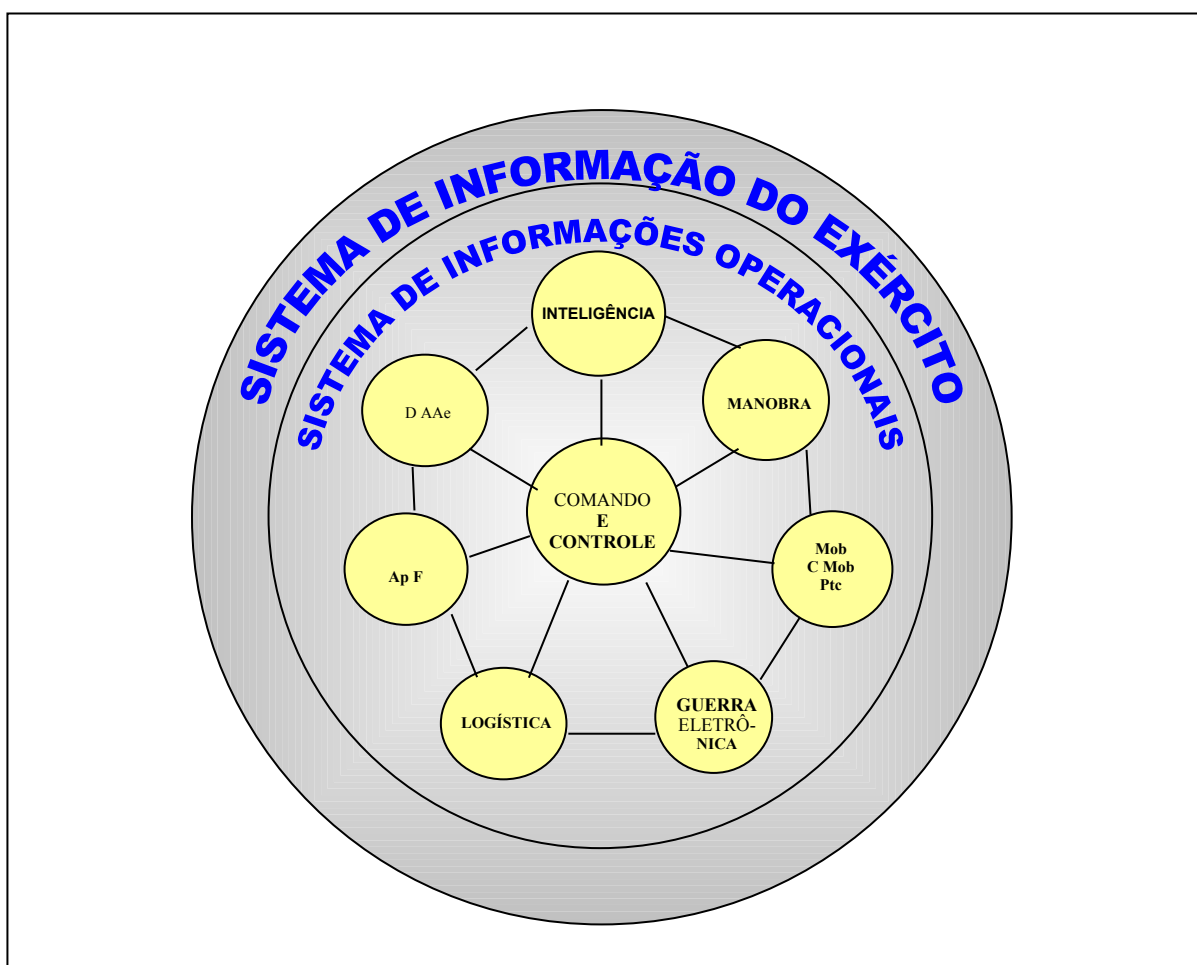 SISTEMA DE INFORMAÇÃO DO EXÉRCITO
SISTEMA DE INFORMAÇÕES OPERACIONAIS
INTELIGÊNCIA
D AAe
MANOBRA
COMANDO
E
CONTROLE
Ap F
Mob
C Mob
Ptc
LOGÍSTICA
GUERRA
ELETRÔ-
NICA